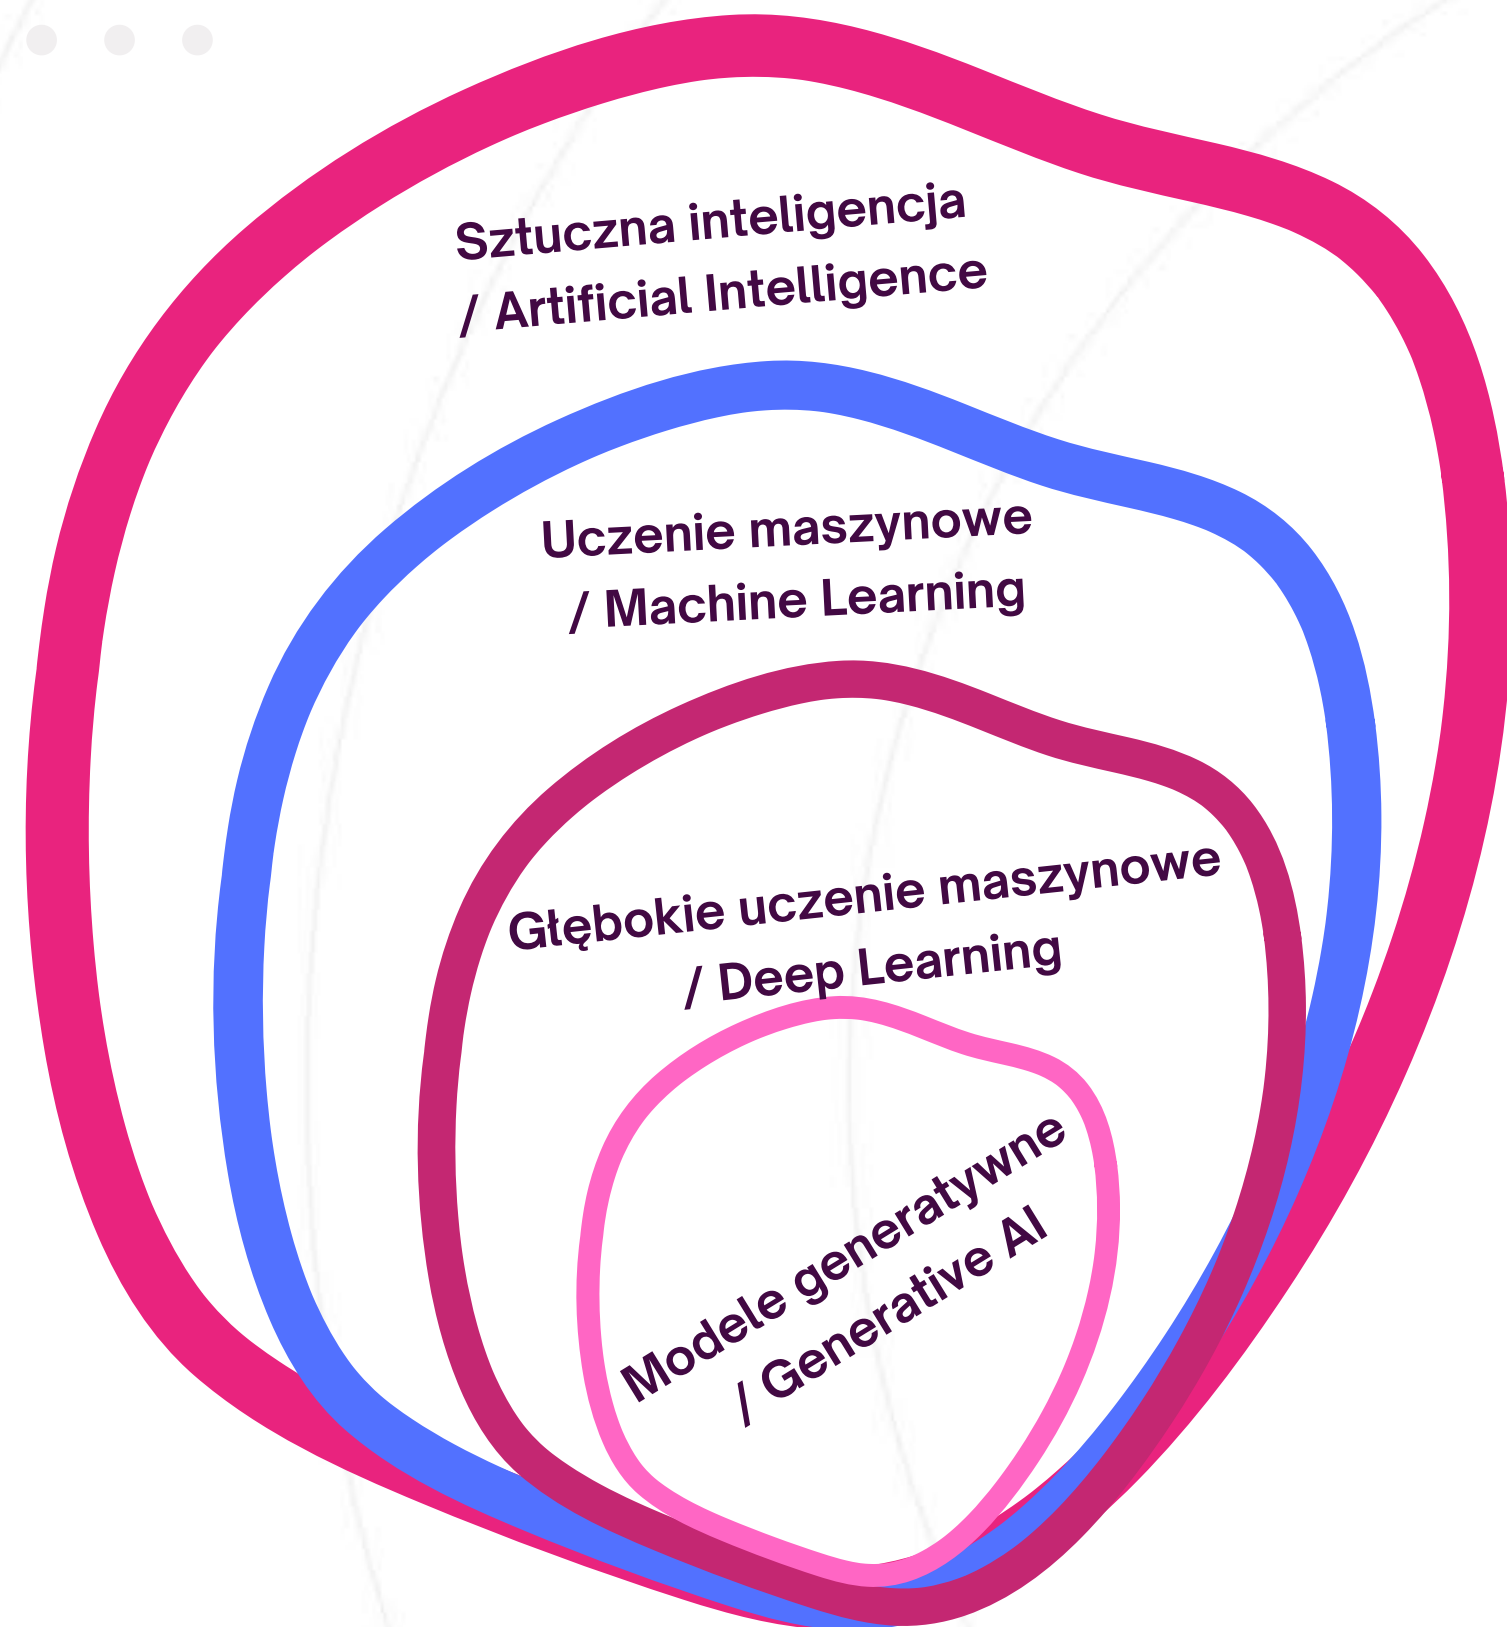 Sztuczna inteligencja
/ Artificial Intelligence
Uczenie maszynowe
/ Machine Learning
Głębokie uczenie maszynowe
/ Deep Learning
Modele generatywne
/ Generative AI